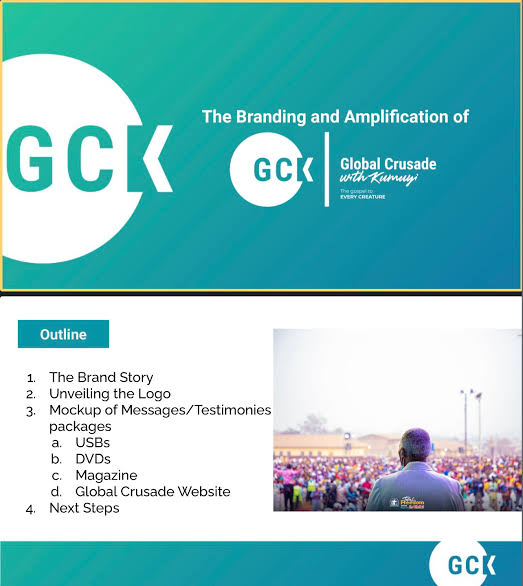 GCK
The Branding and Amplification of
GCK
Global Crusade
with Kumuyi
The gospel to
EVERY CREATURE
Outline
1. The Brand Story
2. Unveiling the Logo
3. Mockup of Messages/Testimonies
packages
a. USBs
b. DVDs
c. Magazine
d. Global Crusade Website
4. Next Steps
GCK